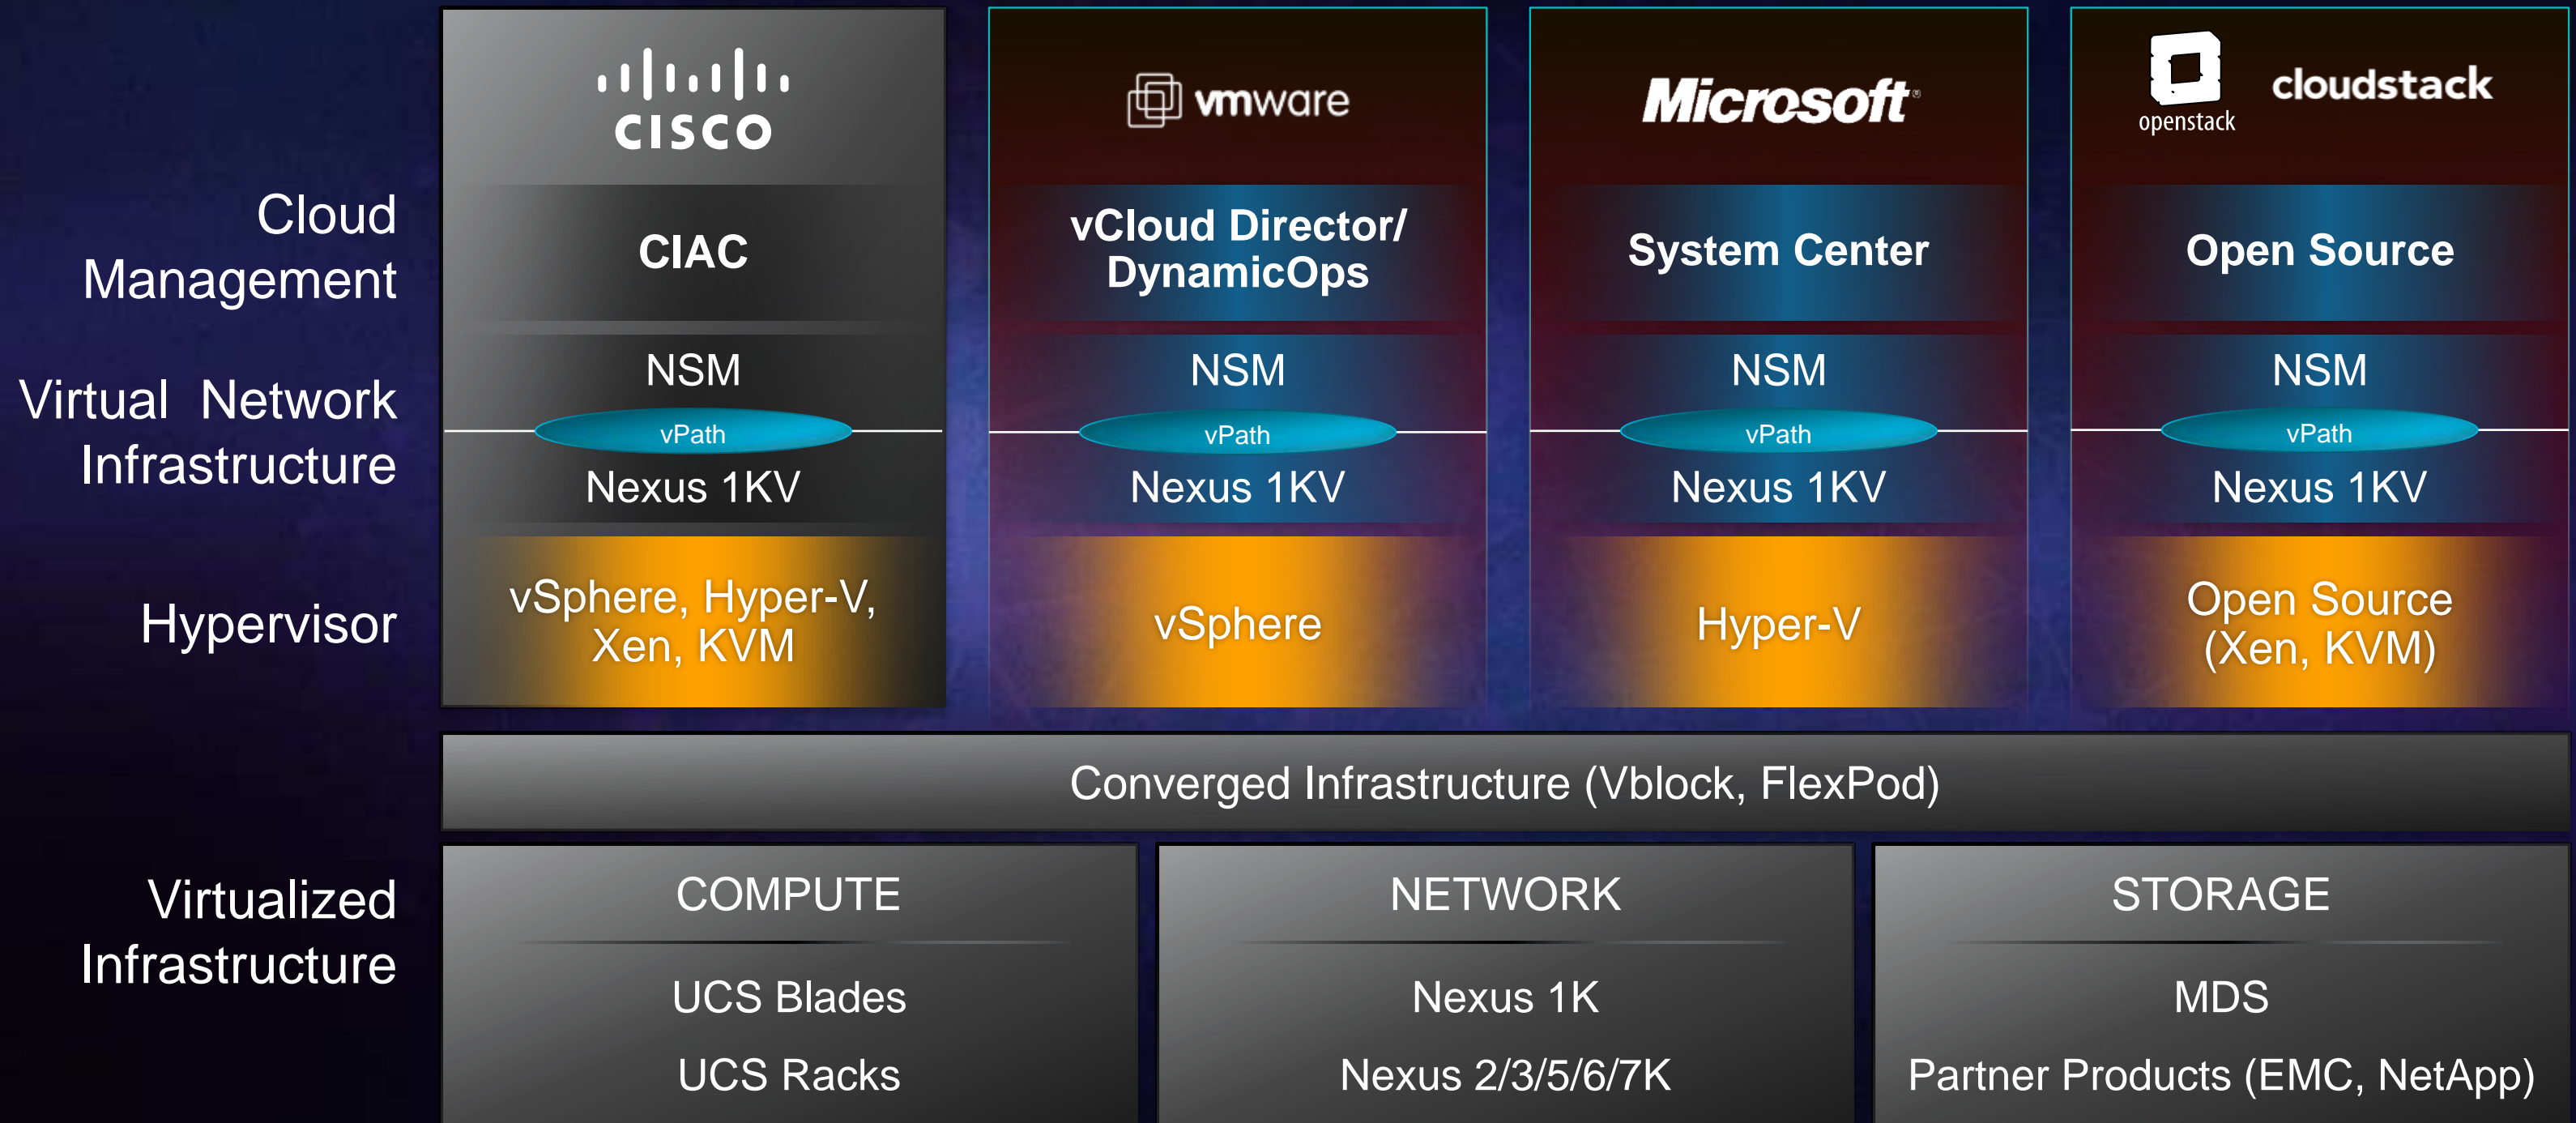 CISCO
vmware
Microsoft®
openstack
cloudstack
Cloud
Management
CIAC
vCloud Director/
DynamicOps
System Center
Open Source
Virtual Network
Infrastructure
NSM
vPath
Nexus 1KV
NSM
vPath
Nexus 1KV
NSM
vPath
Nexus 1KV
NSM
vPath
Nexus 1KV
Hypervisor
vSphere, Hyper-V,
Xen, KVM
vSphere
Hyper-V
Open Source
(Xen, KVM)
Converged Infrastructure (Vblock, FlexPod)
Virtualized
Infrastructure
COMPUTE
UCS Blades
UCS Racks
NETWORK
Nexus 1K
Nexus 2/3/5/6/7K
STORAGE
MDS
Partner Products (EMC, NetApp)